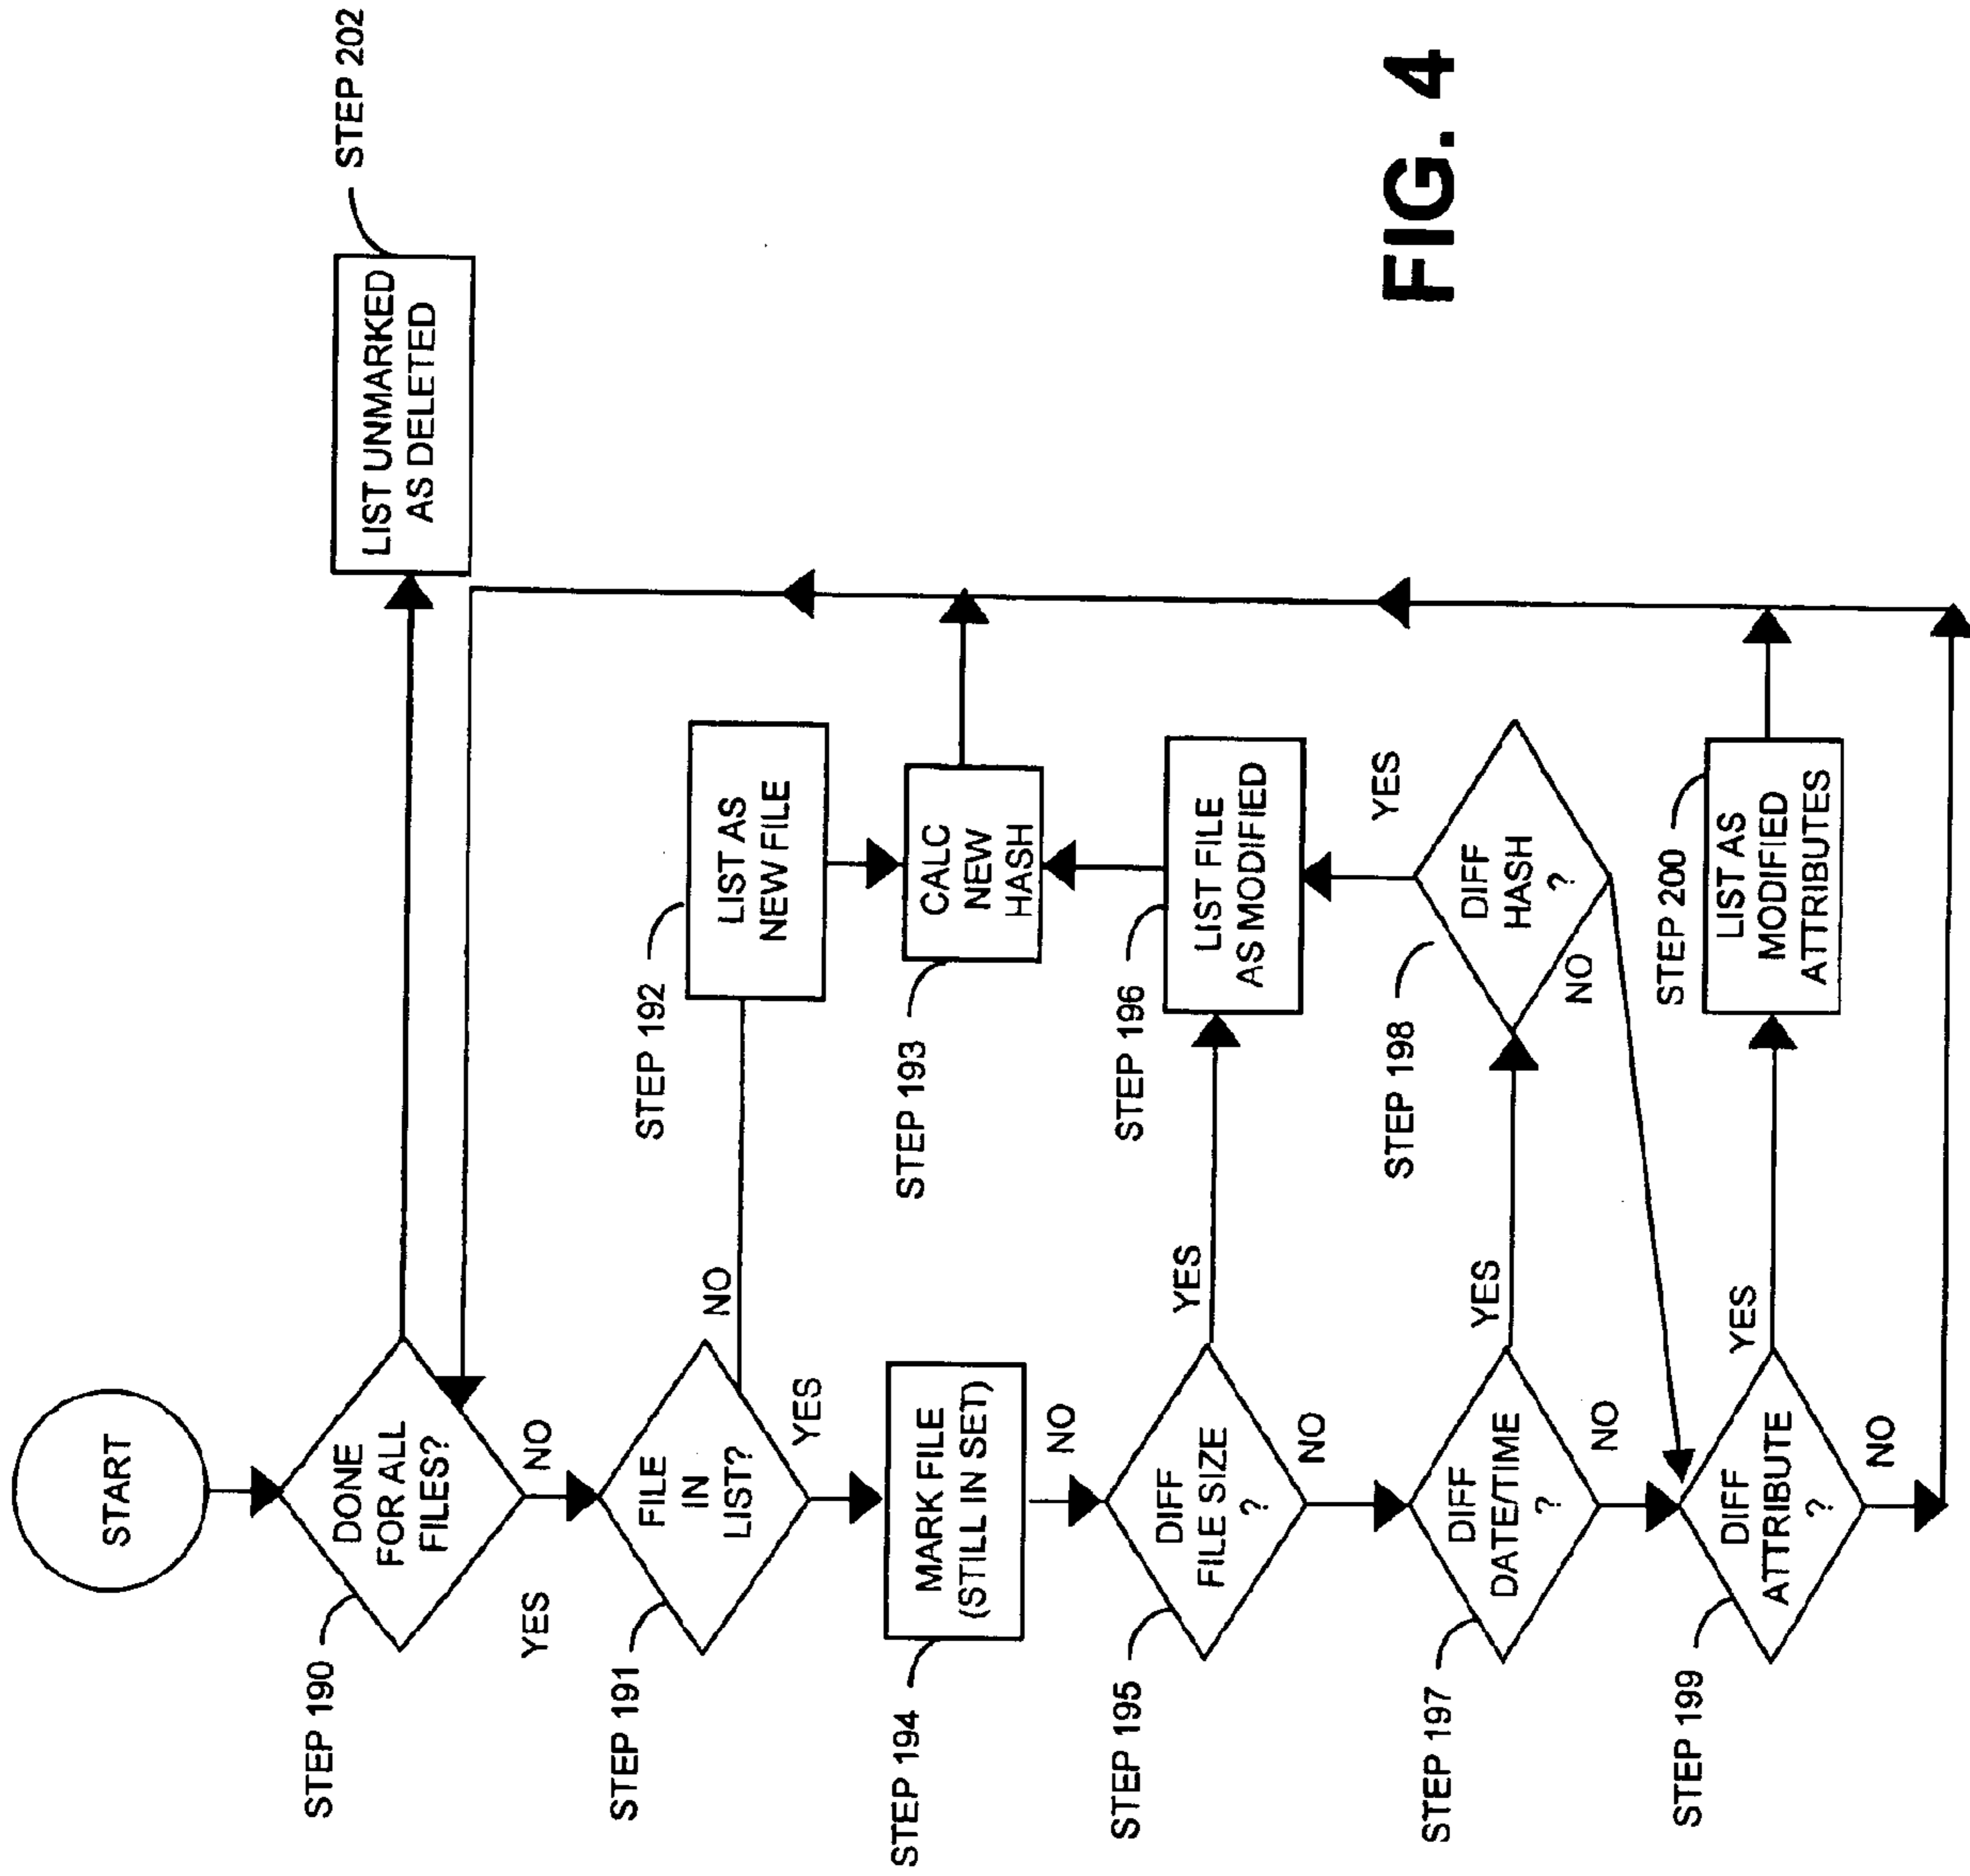 START
STEP 190
DONE
FOR ALL
FILES?
YES
NO
STEP 202
LIST UNMARKED
AS DELETED
STEP 191
FILE
IN
LIST?
NO
YES
STEP 192
LIST AS
NEW FILE
STEP 194
MARK FILE
(STILL IN SET)
NO
STEP 193
CALC
NEW
HASH
STEP 195
DIFF
FILE SIZE
?
YES
NO
STEP 196
LIST FILE
AS MODIFIED
STEP 197
DIFF
DATE/TIME
?
YES
NO
STEP 198
DIFF
HASH
?
YES
NO
STEP 199
DIFF
ATTRIBUTE
?
YES
NO
STEP 200
LIST AS
MODIFIED
ATTRIBUTES
FIG. 4